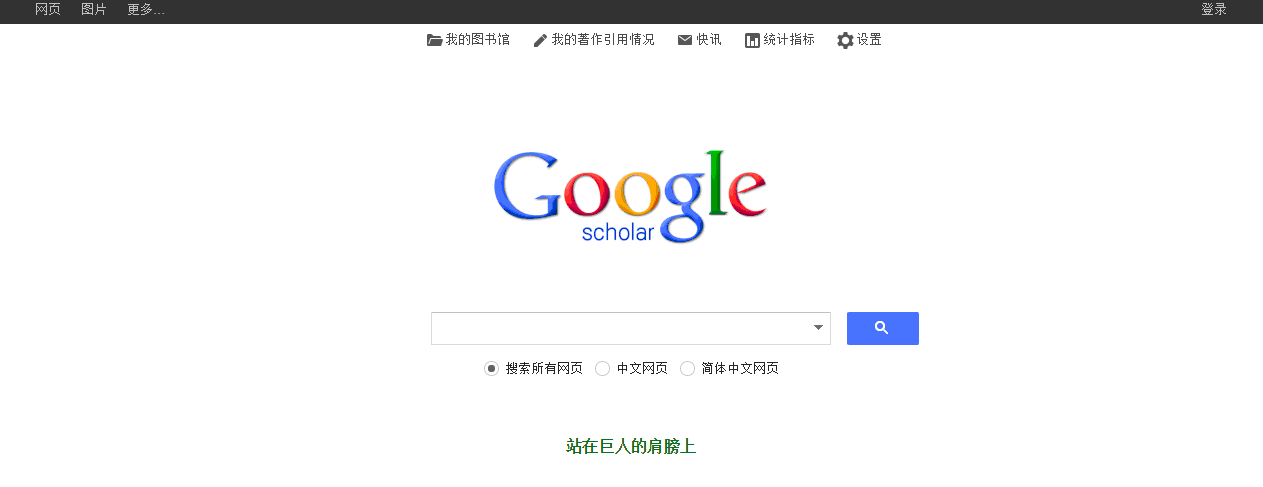 网页 图片 更多... 登录
我的图书馆 我的著作引用情况 快讯 统计指标 设置
Google
scholar
搜索所有网页 中文网页 简体中文网页
站在巨人的肩膀上